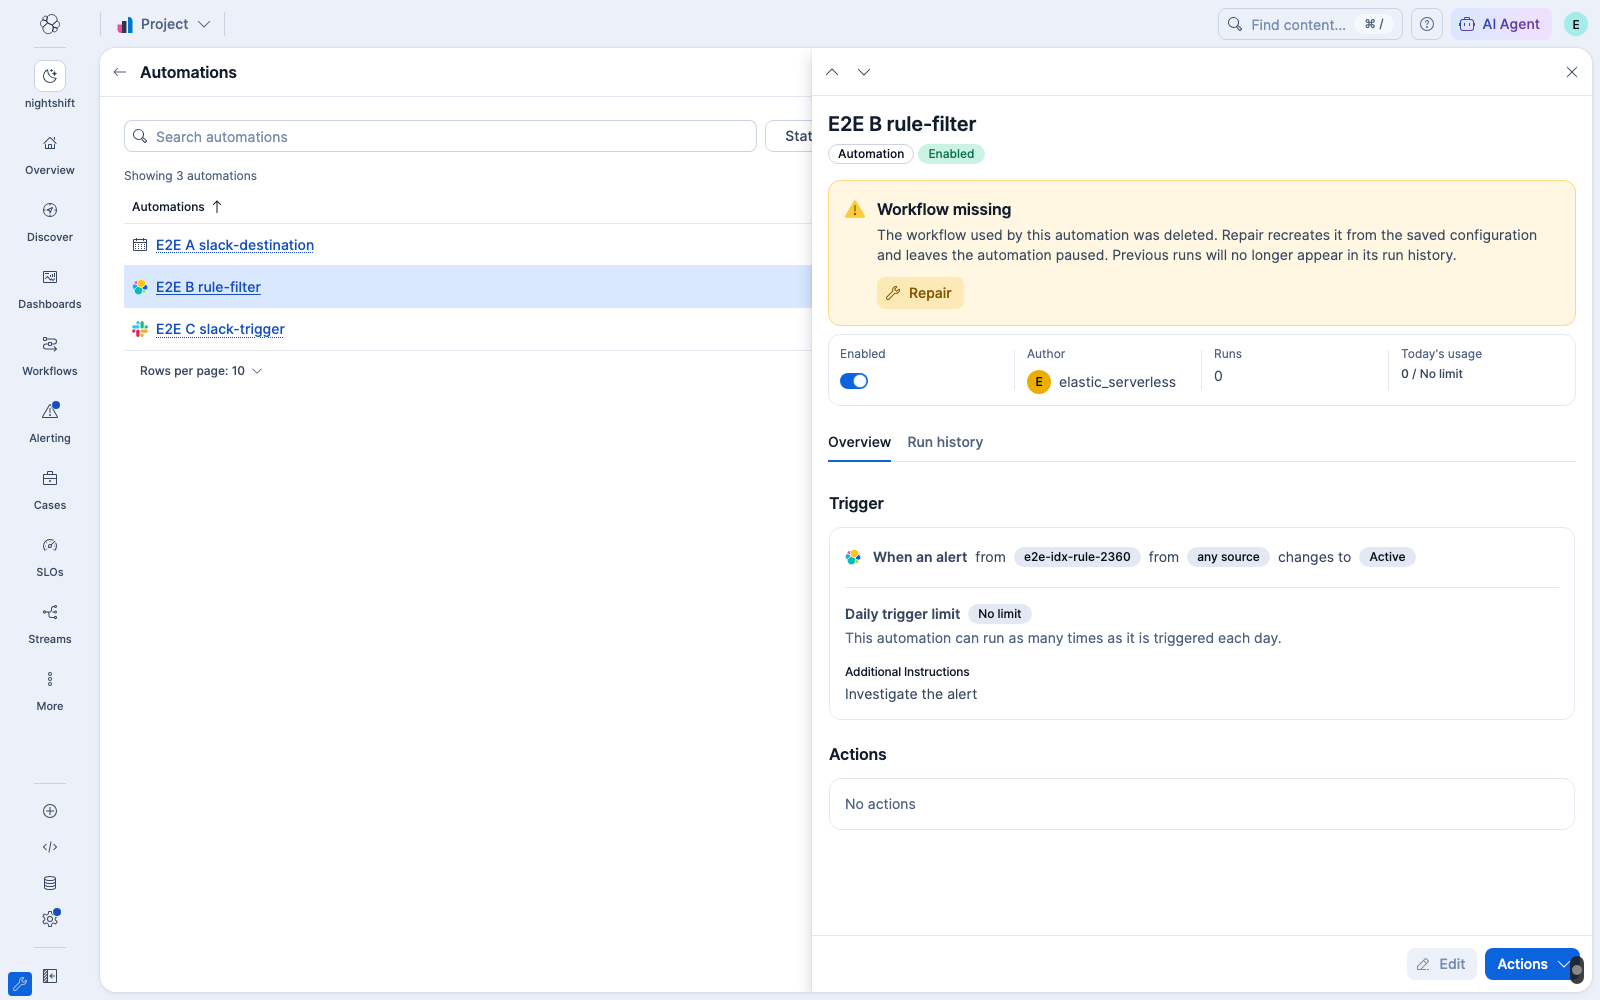 Project
Find content...
⌘ /
AI Agent
E
nightshift
Overview
Discover
Dashboards
Workflows
Alerting
Cases
SLOs
Streams
More
Automations
Search automations
Stat
Showing 3 automations
Automations
E2E A slack-destination
E2E B rule-filter
E2E C slack-trigger
Rows per page: 10
E2E B rule-filter
Automation
Enabled
Workflow missing
The workflow used by this automation was deleted. Repair recreates it from the saved configuration
and leaves the automation paused. Previous runs will no longer appear in its run history.
Repair
Enabled
Author
E elastic_serverless
Runs
0
Today's usage
0 / No limit
Overview
Run history
Trigger
When an alert from e2e-idx-rule-2360 from any source changes to Active
Daily trigger limit No limit
This automation can run as many times as it is triggered each day.
Additional Instructions
Investigate the alert
Actions
No actions
Edit
Actions